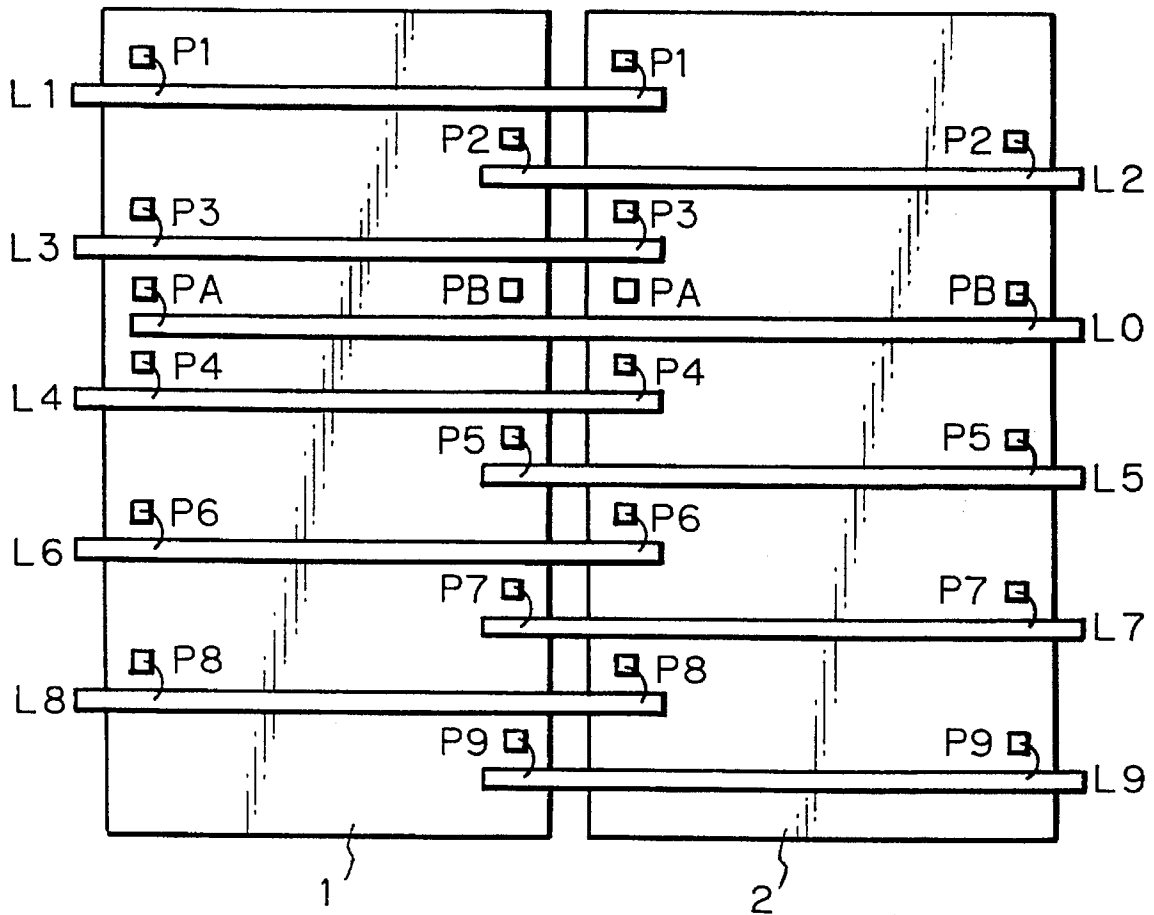 P1 P1
L1
P2 P2
L2
P3 P3
L3
PA PB PA PB
L0
P4 P4
L4
P5 P5
L5
P6 P6
L6
P7 P7
L7
P8 P8
L8
P9 P9
L9
1 2